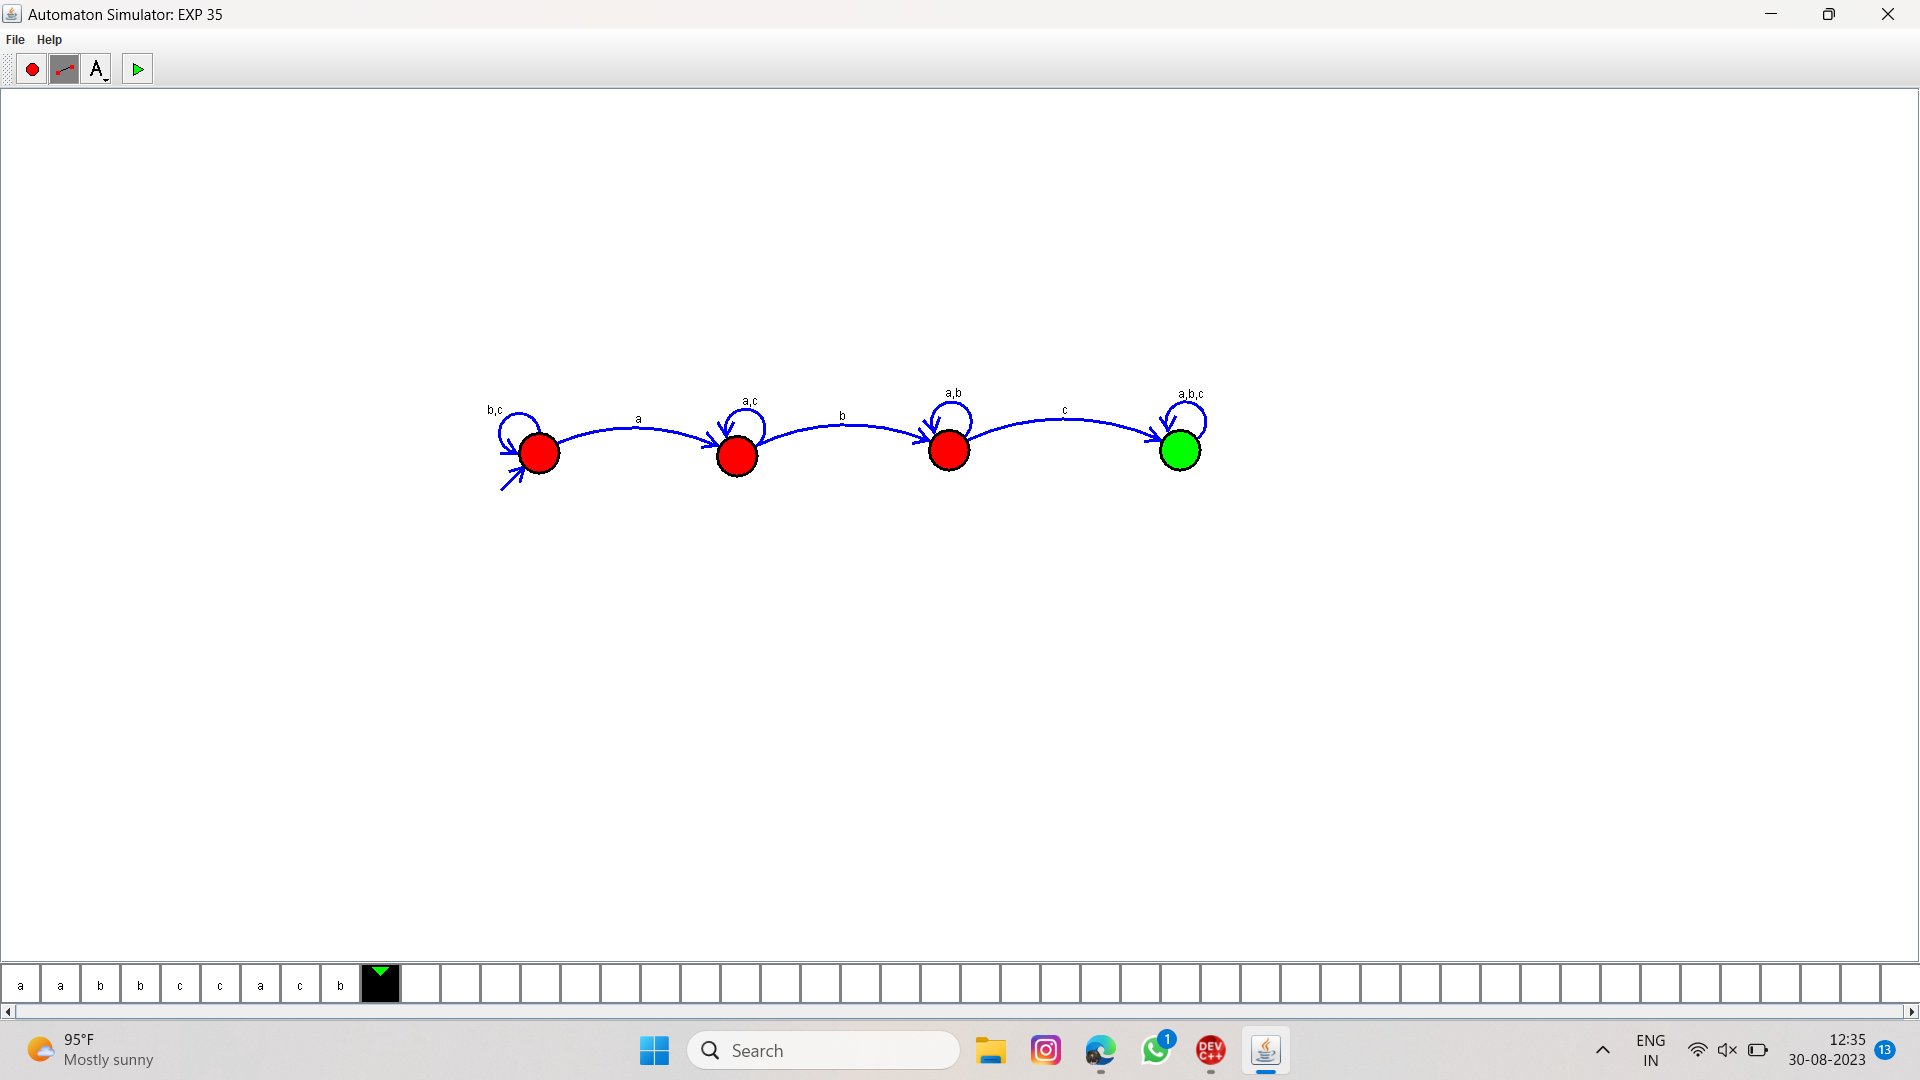 Automaton Simulator: EXP 35
File Help
A
b,c
a
a,c
b
a,b
c
a,b,c
a a b b c c a c b
95°F
Mostly sunny
Search
1
DEV
C++
ENG
IN
12:35
30-08-2023
13